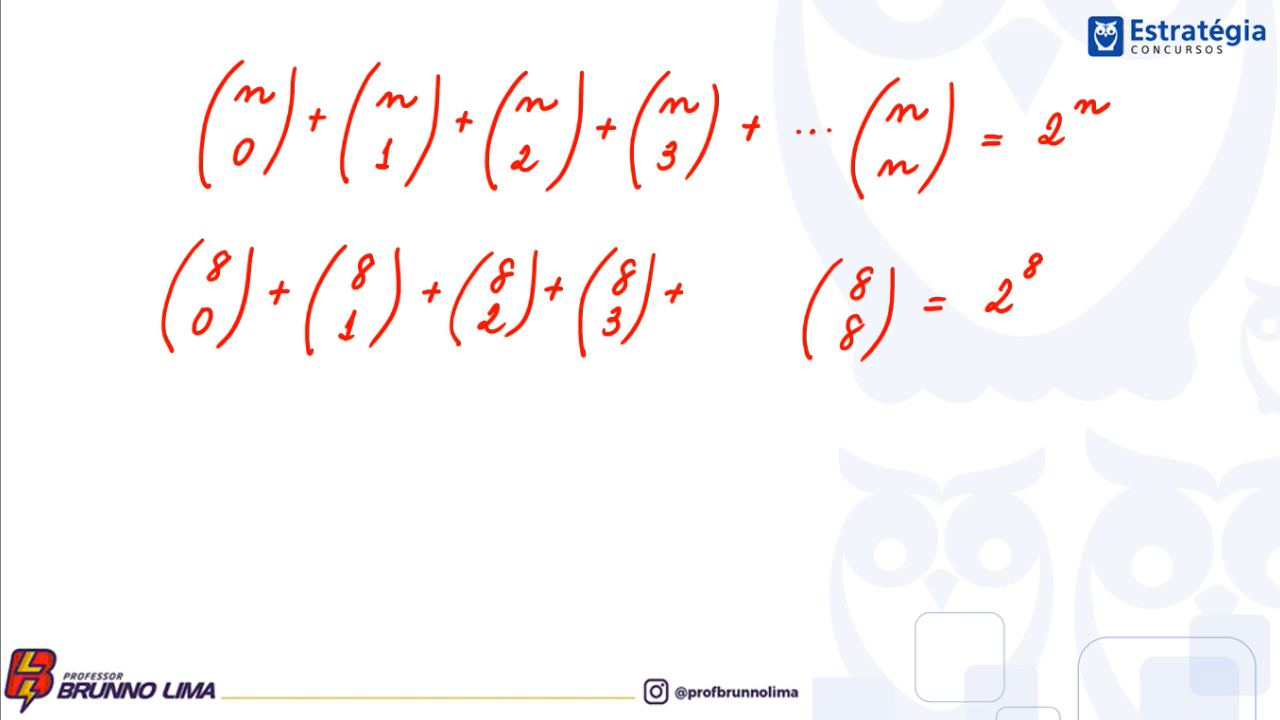 Estratégia
CONCURSOS
(n 0) + (n 1) + (n 2) + (n 3) + ... (n n) = 2^n
(8 0) + (8 1) + (8 2) + (8 3) + (8 8) = 2^8
PROFESSOR
BRUNNO LIMA
@profbrunnolima